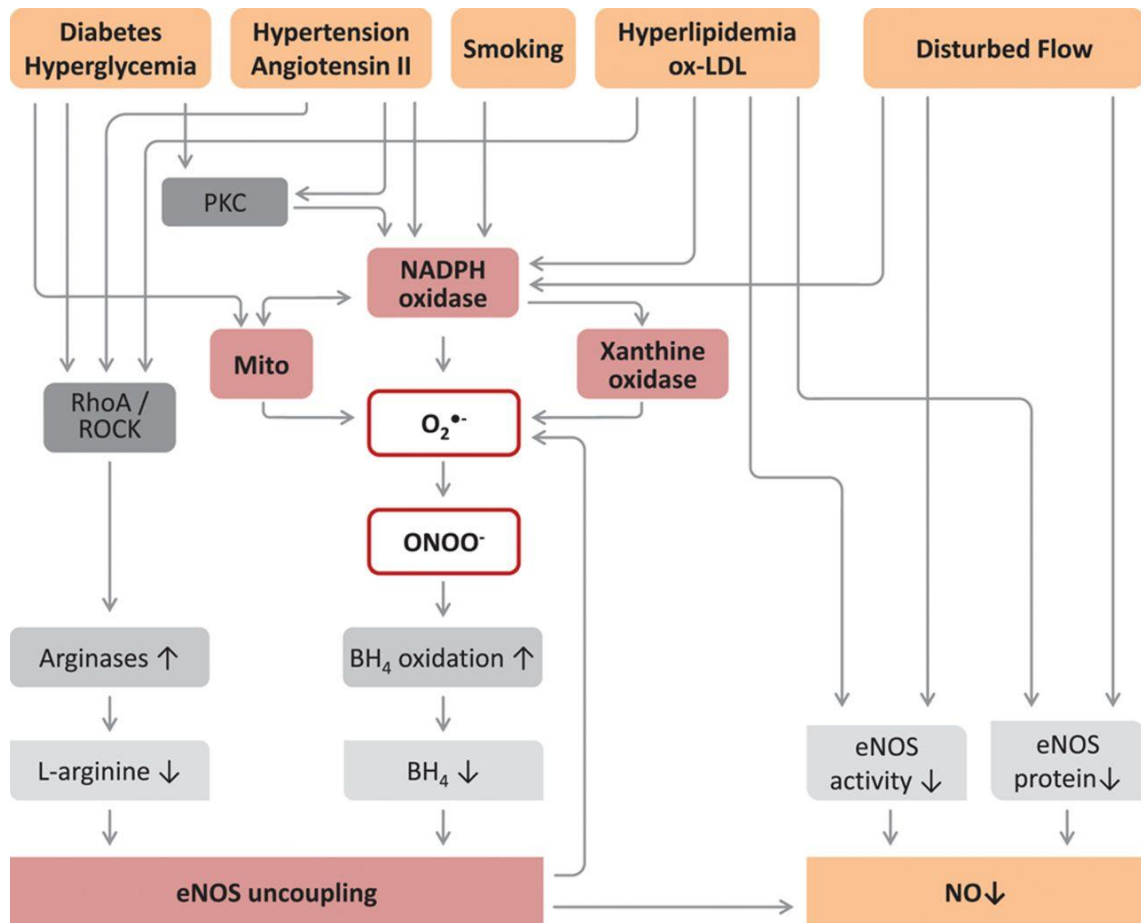 Diabetes
Hyperglycemia
Hypertension
Angiotensin II
Smoking
Hyperlipidemia
ox-LDL
Disturbed Flow
PKC
NADPH
oxidase
Mito
Xanthine
oxidase
RhoA /
ROCK
O₂•-
ONOO-
Arginases ↑
BH₄ oxidation ↑
L-arginine ↓
BH₄ ↓
eNOS
activity ↓
eNOS
protein↓
eNOS uncoupling
NO↓